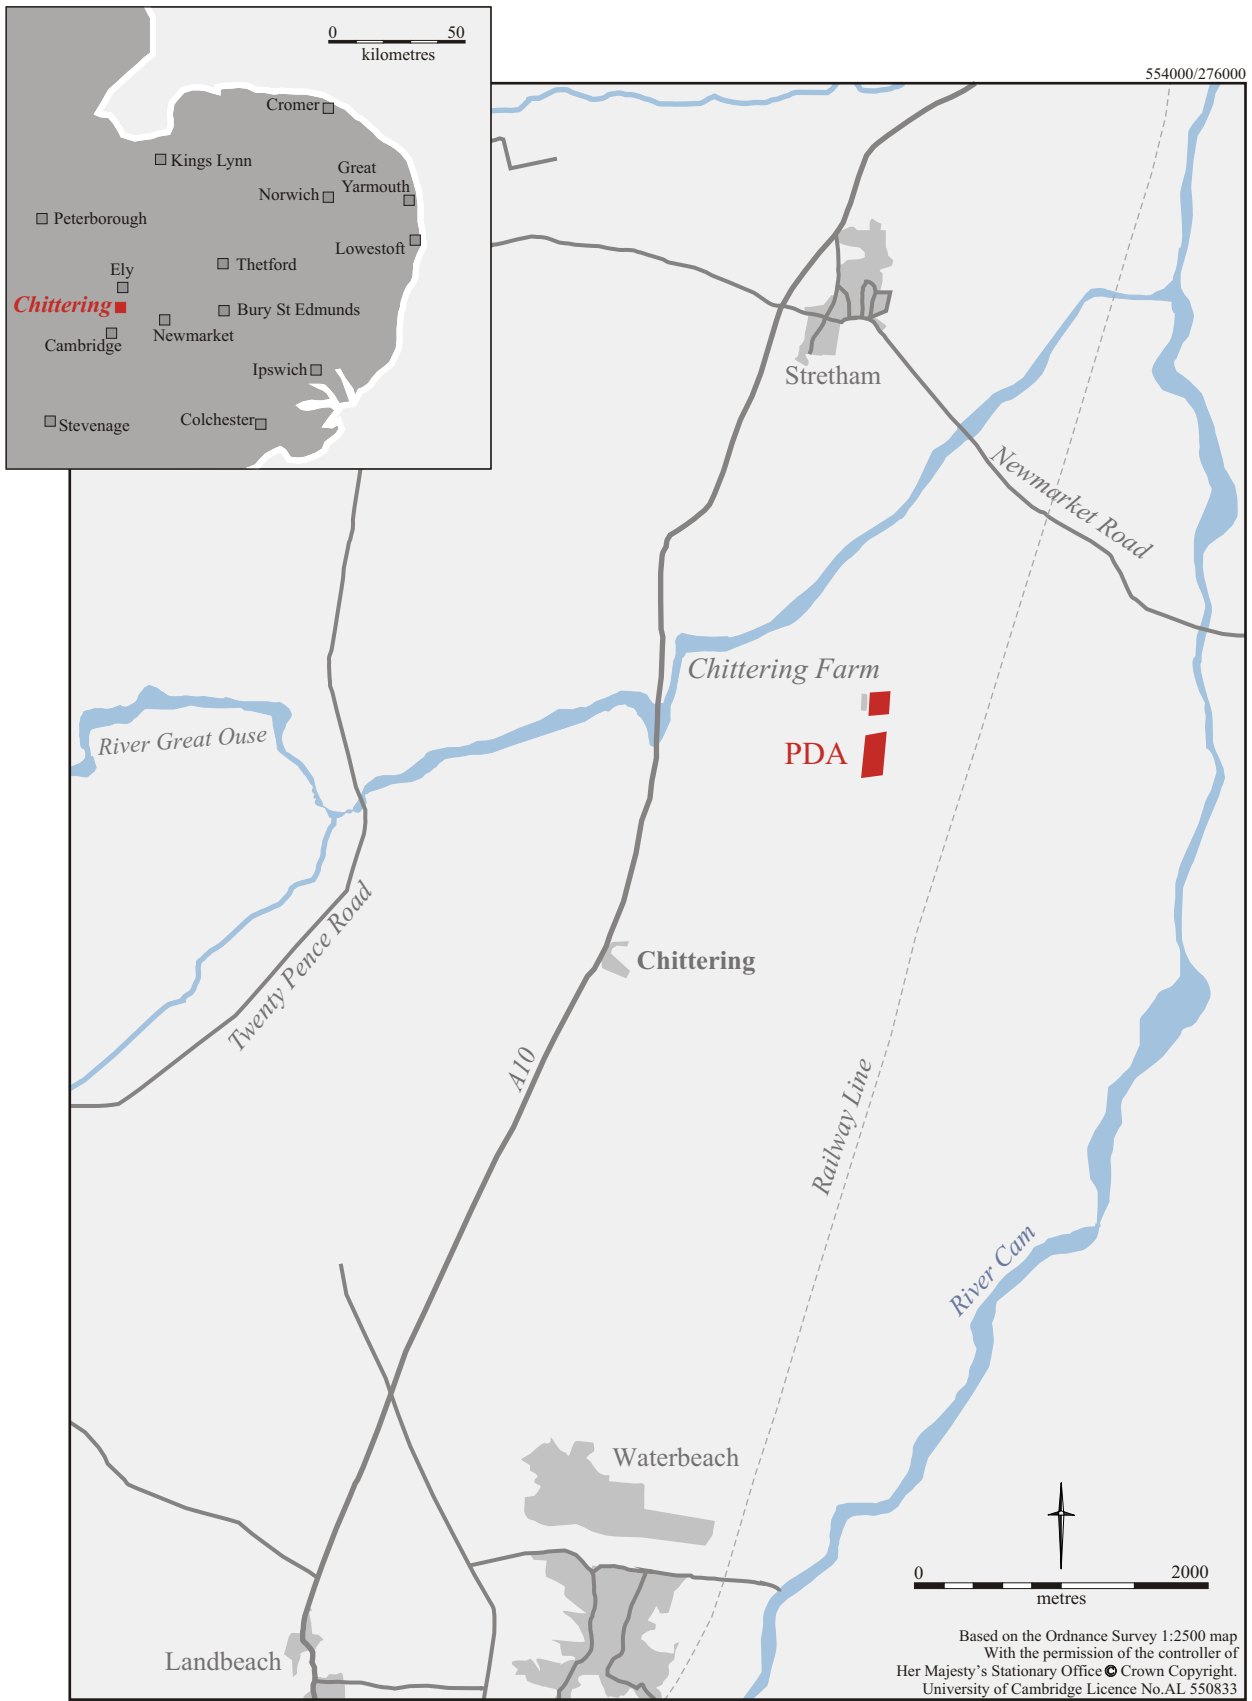 0 50
kilometres
554000/276000
Cromer
Kings Lynn
Great
Yarmouth
Norwich
Peterborough
Lowestoft
Thetford
Ely
Chittering
Bury St Edmunds
Newmarket
Cambridge
Ipswich
Stevenage
Colchester
Stretham
Newmarket Road
Chittering Farm
River Great Ouse
PDA
Twenty Pence Road
Chittering
A10
Railway Line
River Cam
Waterbeach
0 2000
metres
Landbeach
Based on the Ordnance Survey 1:2500 map
With the permission of the controller of
Her Majesty's Stationary Office © Crown Copyright.
University of Cambridge Licence No.AL 550833